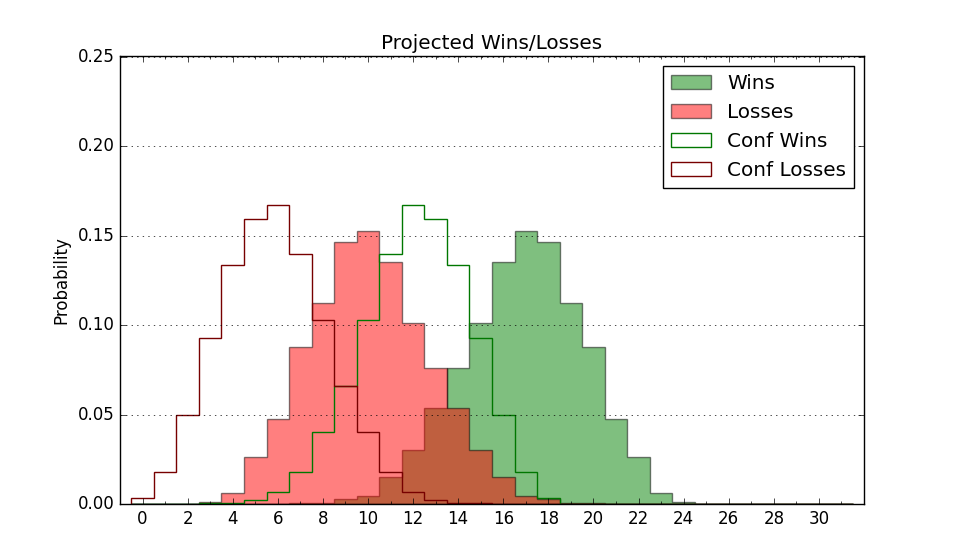 Projected Wins/Losses
0.25
0.20
0.15
0.10
0.05
0.00
Probability
Wins
Losses
Conf Wins
Conf Losses
0 2 4 6 8 10 12 14 16 18 20 22 24 26 28 30